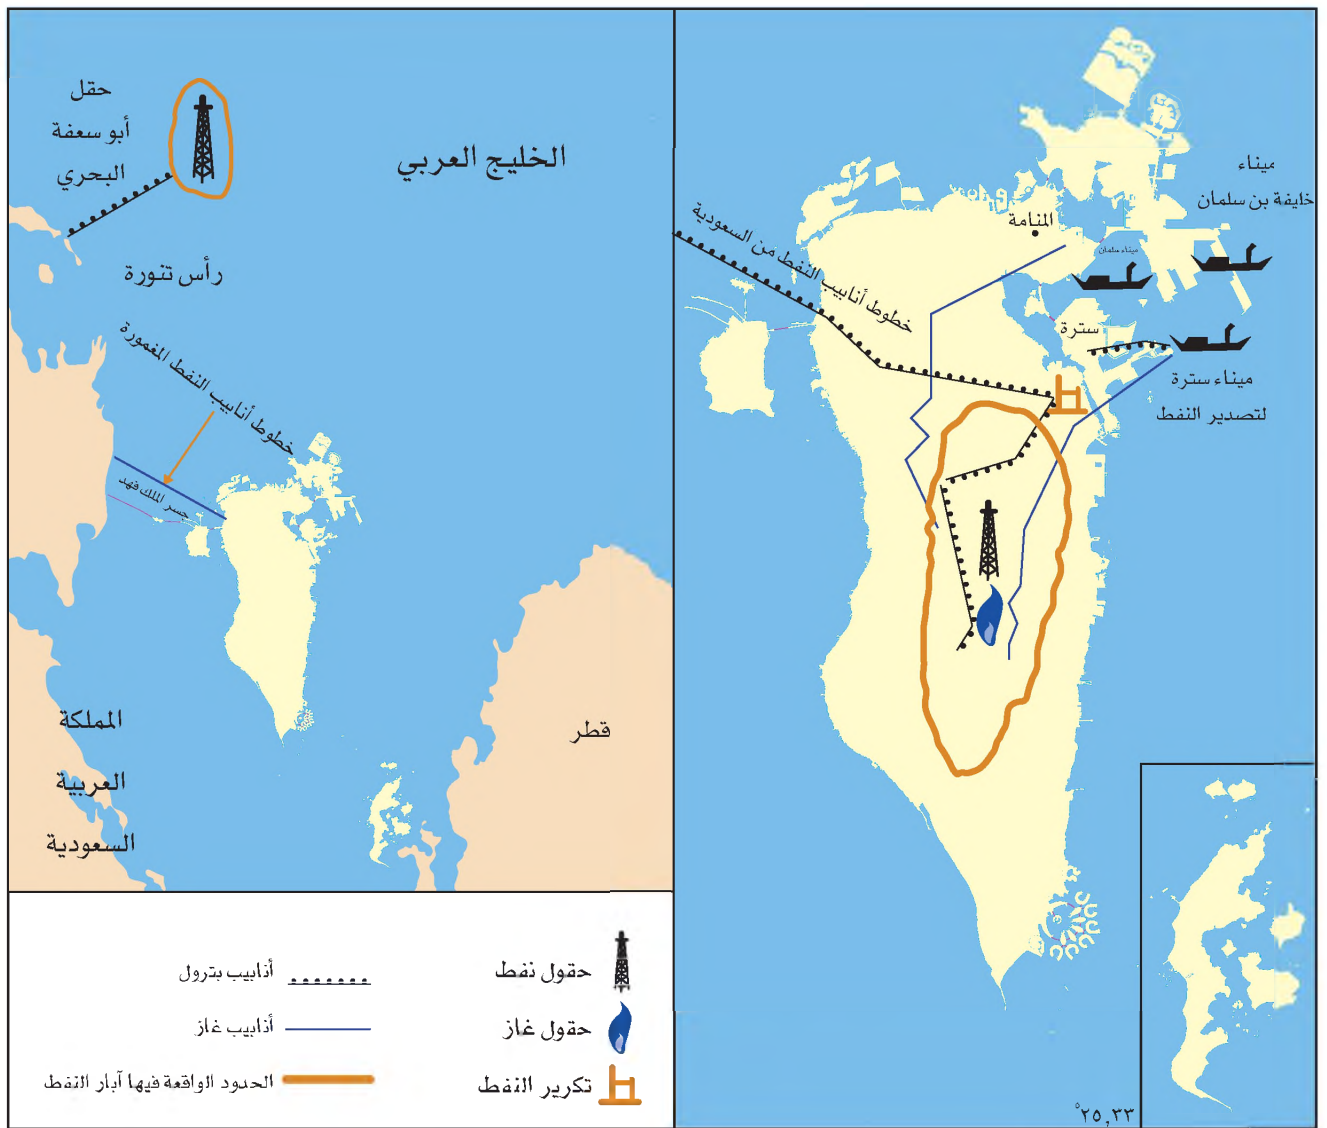 حقل
أبو سعفة
البحري
الخليج العربي
رأس تنورة
خطوط أنابيب النفط المغمورة
جسر الملك فهد
المملكة
العربية
السعودية
قطر
ميناء
خليفة بن سلمان
المنامة
ميناء سلمان
خطوط أنابيب النفط من السعودية
سترة
ميناء سترة
لتصدير النفط
٢٥,٣٣°
حقول نفط
أنابيب بترول
حقول غاز
أنابيب غاز
تكرير النفط
الحدود الواقعة فيها آبار النفط